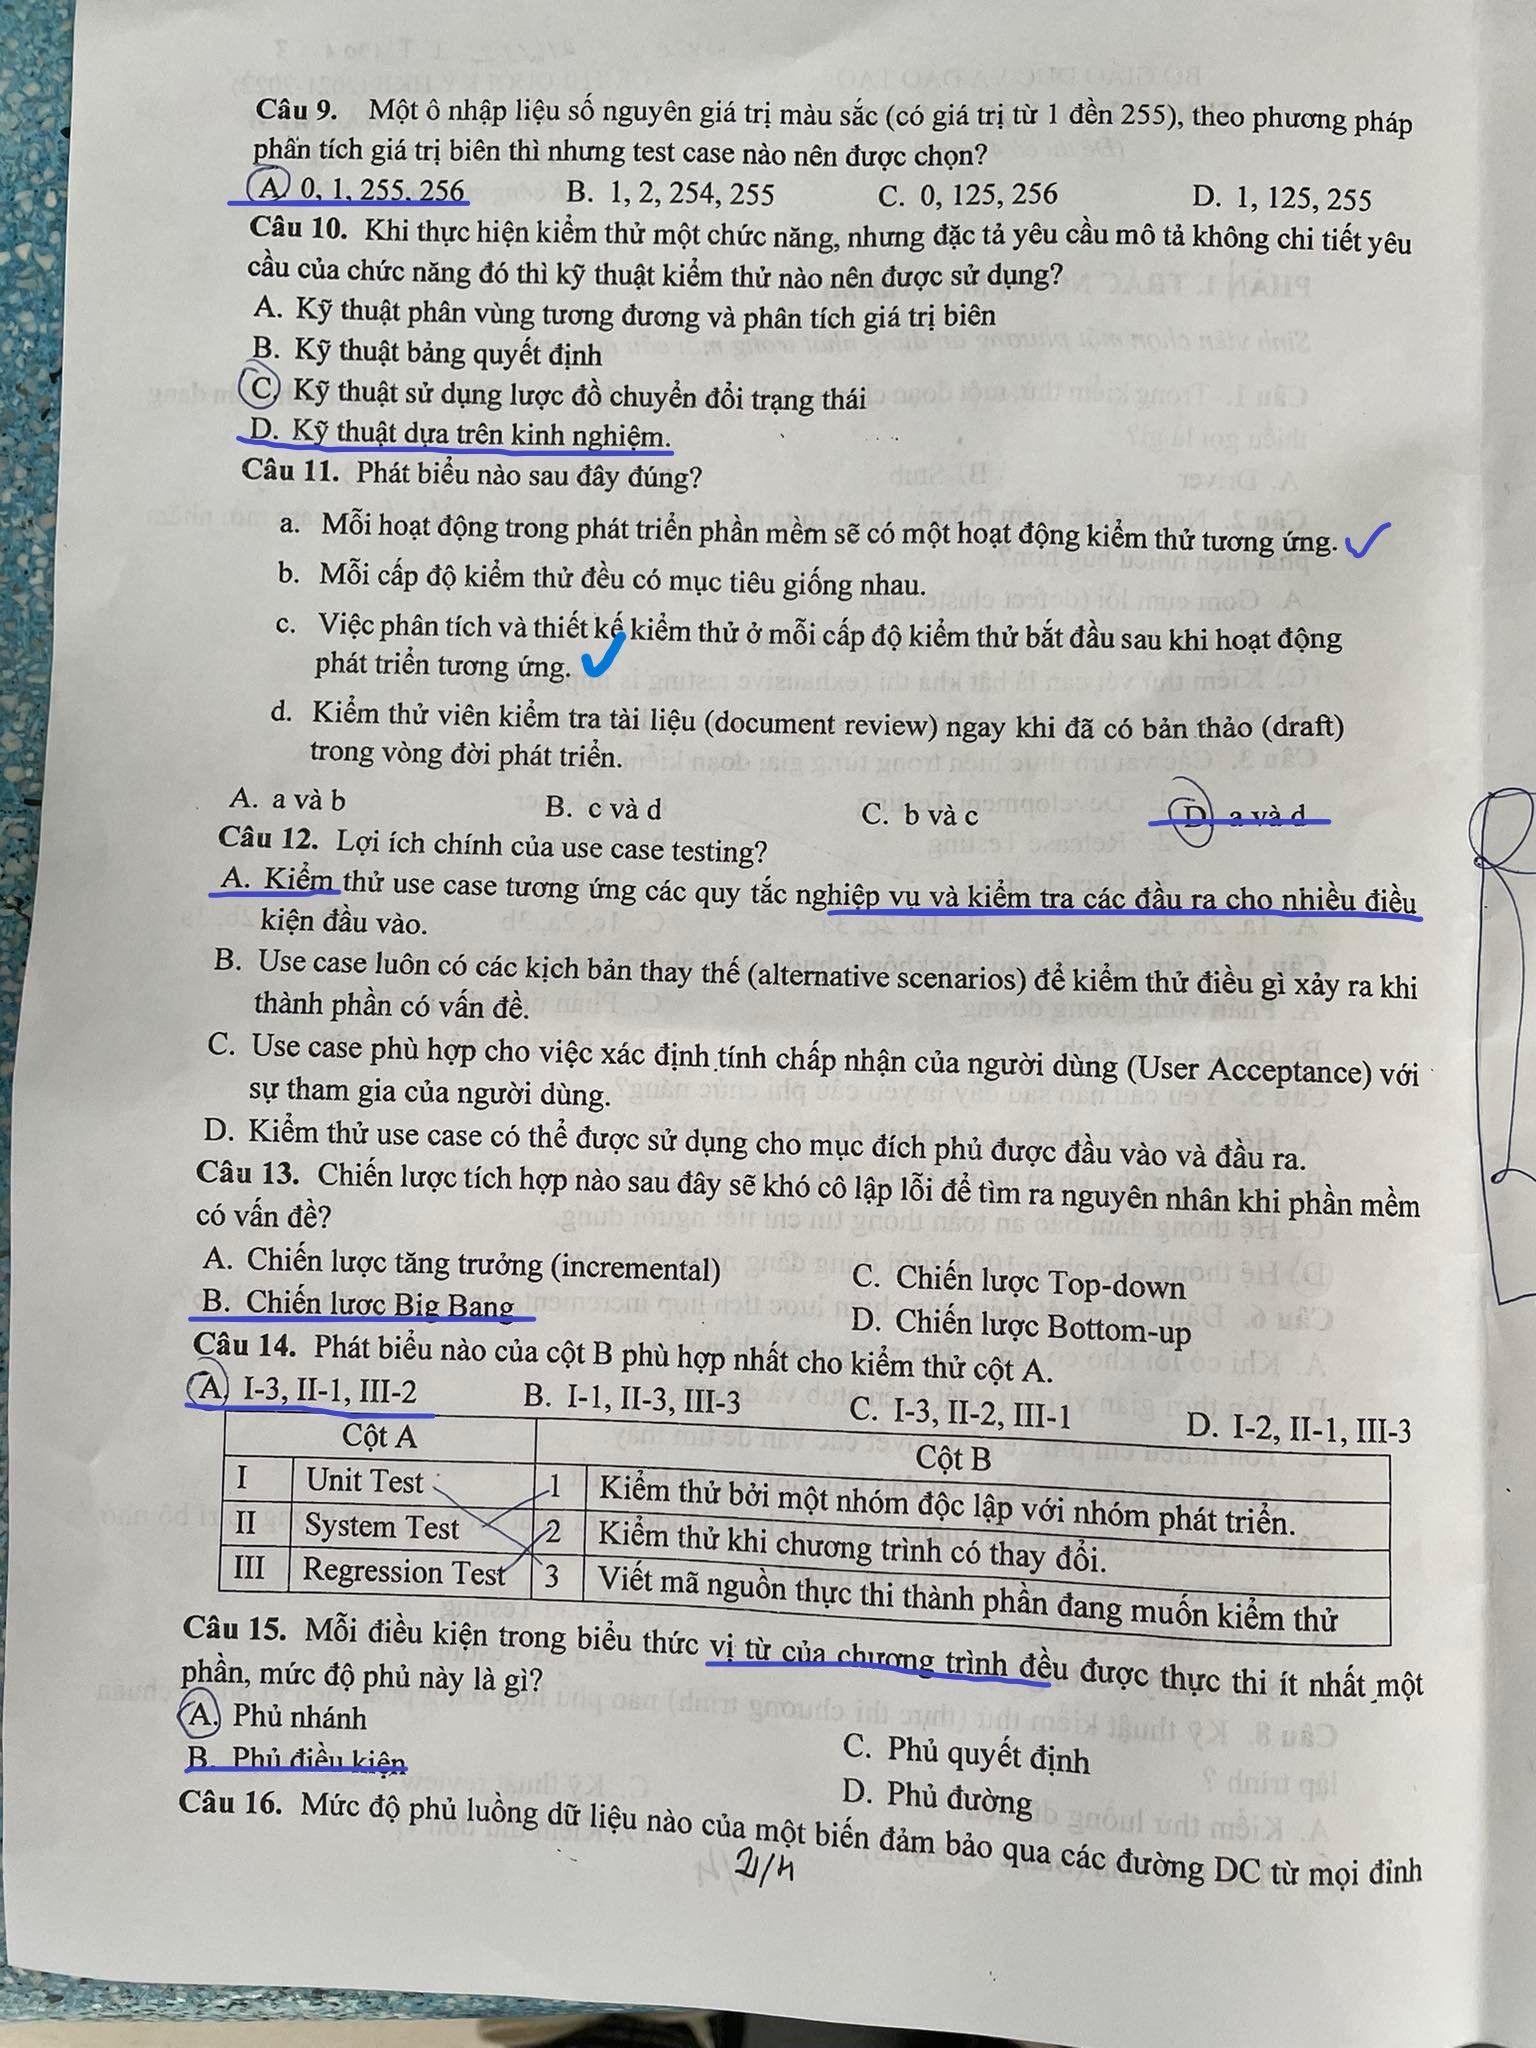 Câu 9. Một ô nhập liệu số nguyên giá trị màu sắc (có giá trị từ 1 đền 255), theo phương pháp
phân tích giá trị biên thì nhưng test case nào nên được chọn?
A. 0, 1, 255, 256 B. 1, 2, 254, 255 C. 0, 125, 256 D. 1, 125, 255
Câu 10. Khi thực hiện kiểm thử một chức năng, nhưng đặc tả yêu cầu mô tả không chi tiết yêu
cầu của chức năng đó thì kỹ thuật kiểm thử nào nên được sử dụng?
A. Kỹ thuật phân vùng tương đương và phân tích giá trị biên
B. Kỹ thuật bảng quyết định
C. Kỹ thuật sử dụng lược đồ chuyển đổi trạng thái
D. Kỹ thuật dựa trên kinh nghiệm.
Câu 11. Phát biểu nào sau đây đúng?
a. Mỗi hoạt động trong phát triển phần mềm sẽ có một hoạt động kiểm thử tương ứng.
b. Mỗi cấp độ kiểm thử đều có mục tiêu giống nhau.
c. Việc phân tích và thiết kế kiểm thử ở mỗi cấp độ kiểm thử bắt đầu sau khi hoạt động
phát triển tương ứng.
d. Kiểm thử viên kiểm tra tài liệu (document review) ngay khi đã có bản thảo (draft)
trong vòng đời phát triển.
A. a và b B. c và d C. b và c D. a và d
Câu 12. Lợi ích chính của use case testing?
A. Kiểm thử use case tương ứng các quy tắc nghiệp vụ và kiểm tra các đầu ra cho nhiều điều
kiện đầu vào.
B. Use case luôn có các kịch bản thay thế (alternative scenarios) để kiểm thử điều gì xảy ra khi
thành phần có vấn đề.
C. Use case phù hợp cho việc xác định tính chấp nhận của người dùng (User Acceptance) với
sự tham gia của người dùng.
D. Kiểm thử use case có thể được sử dụng cho mục đích phủ được đầu vào và đầu ra.
Câu 13. Chiến lược tích hợp nào sau đây sẽ khó cô lập lỗi để tìm ra nguyên nhân khi phần mềm
có vấn đề?
A. Chiến lược tăng trưởng (incremental) C. Chiến lược Top-down
B. Chiến lược Big Bang D. Chiến lược Bottom-up
Câu 14. Phát biểu nào của cột B phù hợp nhất cho kiểm thử cột A.
A. I-3, II-1, III-2 B. I-1, II-3, III-3 C. I-3, II-2, III-1 D. I-2, II-1, III-3
Cột A Cột B
I Unit Test 1 Kiểm thử bởi một nhóm độc lập với nhóm phát triển.
II System Test 2 Kiểm thử khi chương trình có thay đổi.
III Regression Test 3 Viết mã nguồn thực thi thành phần đang muốn kiểm thử
Câu 15. Mỗi điều kiện trong biểu thức vị từ của chương trình đều được thực thi ít nhất một
phần, mức độ phủ này là gì?
A. Phủ nhánh C. Phủ quyết định
B. Phủ điều kiện D. Phủ đường
Câu 16. Mức độ phủ luồng dữ liệu nào của một biến đảm bảo qua các đường DC từ mọi đỉnh
2/4